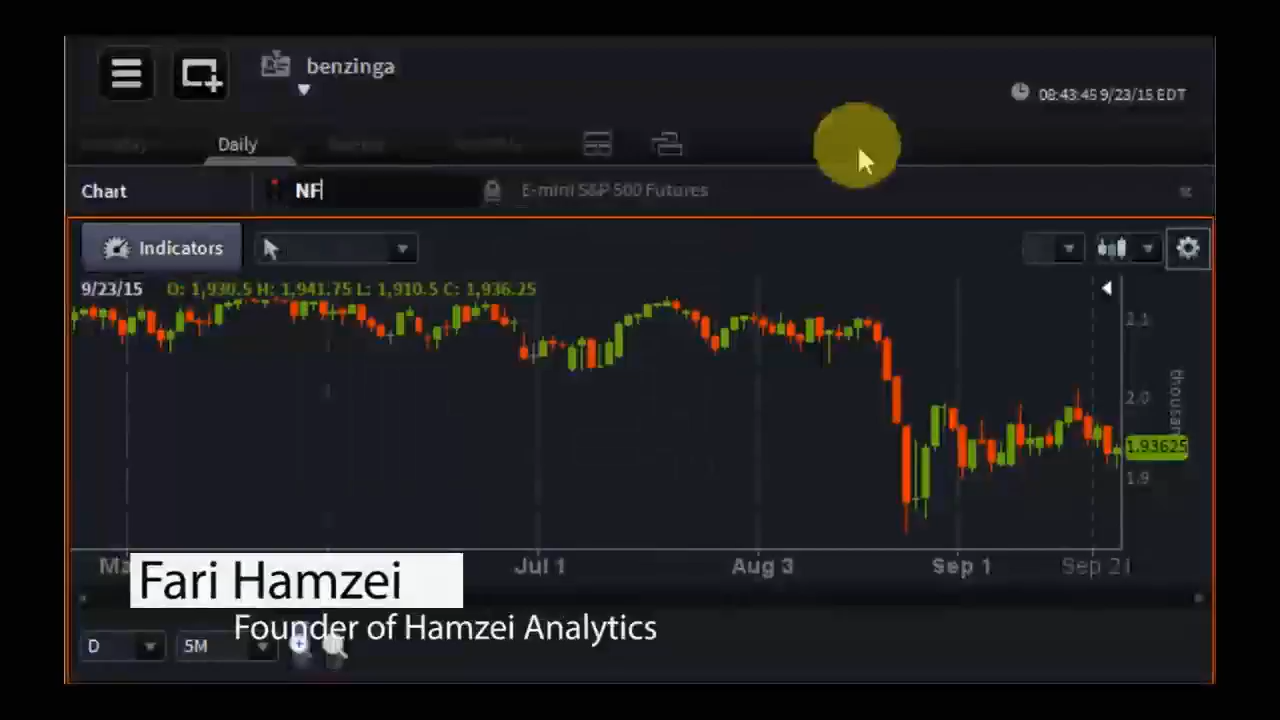 benzinga
08:43:45 9/23/15 EDT
Daily
Chart
NF
E-mini S&P 500 Futures
Indicators
9/23/15 O: 1,930.5 H: 1,941.75 L: 1,910.5 C: 1,936.25
2.1
2.0
1.93625
1.9
Jul 1
Aug 3
Sep 1
Sep 21
Fari Hamzei
Founder of Hamzei Analytics
D
5M